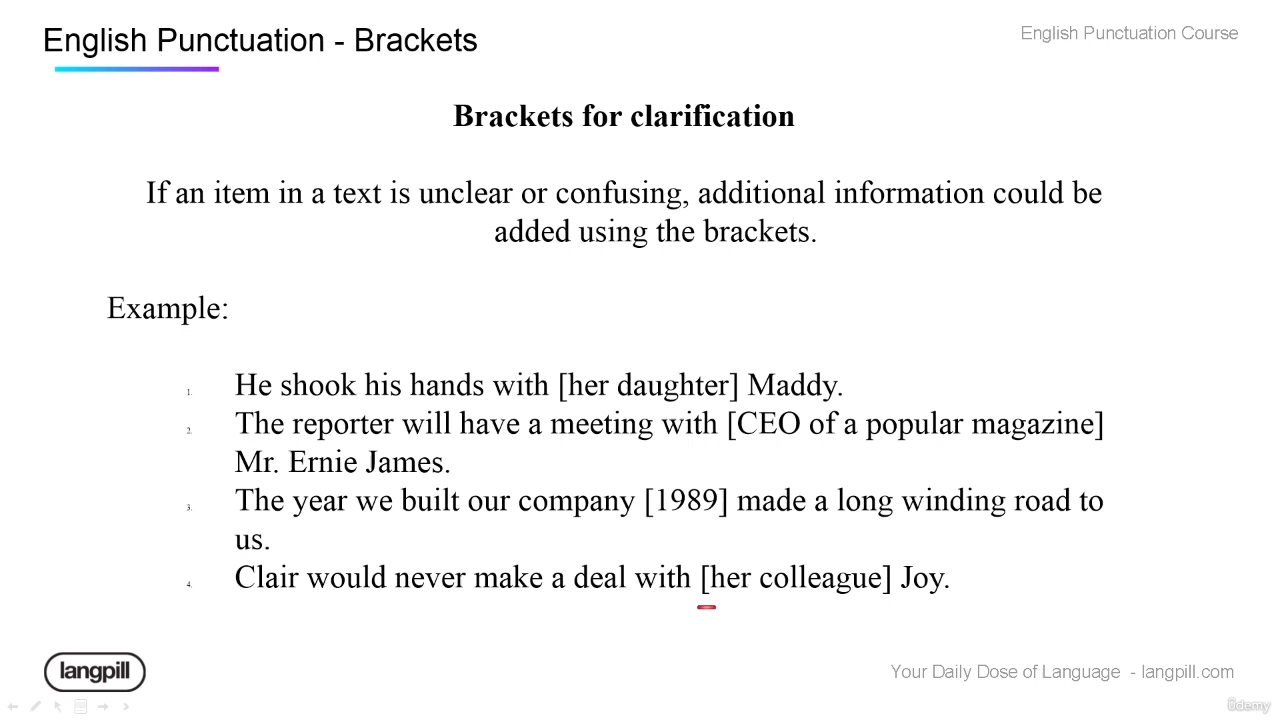 English Punctuation - Brackets
English Punctuation Course
Brackets for clarification
If an item in a text is unclear or confusing, additional information could be
added using the brackets.
Example:
1. He shook his hands with [her daughter] Maddy.
2. The reporter will have a meeting with [CEO of a popular magazine]
Mr. Ernie James.
3. The year we built our company [1989] made a long winding road to
us.
4. Clair would never make a deal with [her colleague] Joy.
langpill
Your Daily Dose of Language - langpill.com
ûdemy